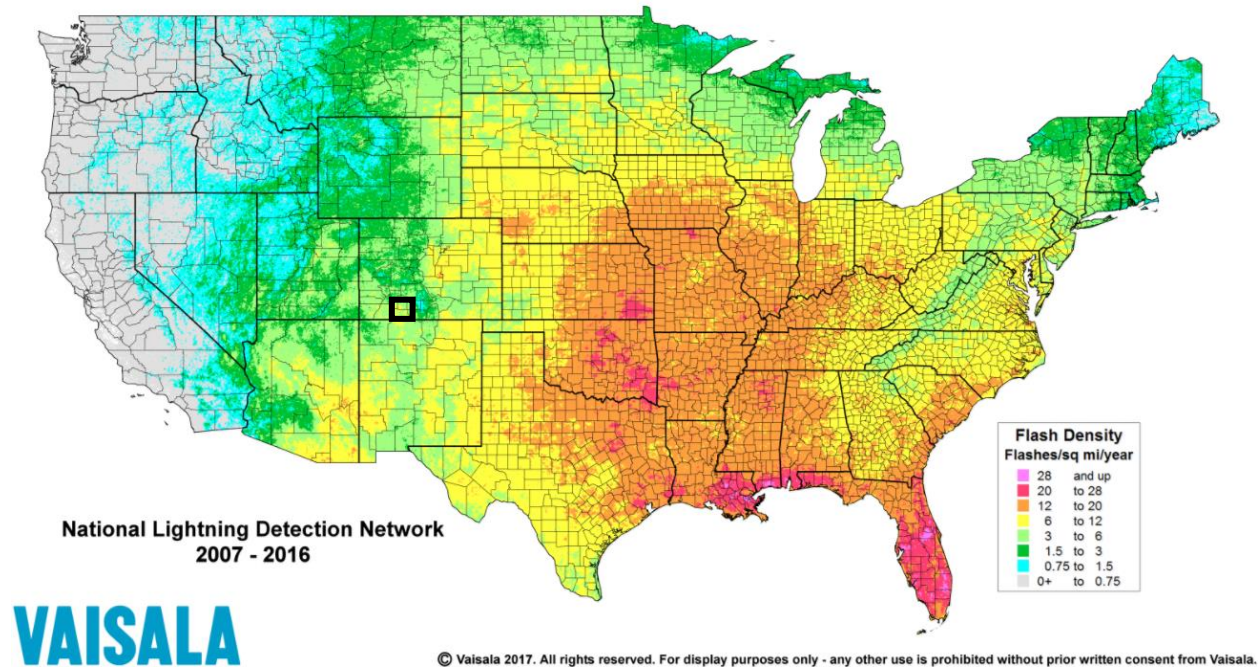 National Lightning Detection Network
2007 - 2016
Flash Density
Flashes/sq mi/year
28 and up
20 to 28
12 to 20
6 to 12
3 to 6
1.5 to 3
0.75 to 1.5
0+ to 0.75
VAISALA
© Vaisala 2017. All rights reserved. For display purposes only - any other use is prohibited without prior written consent from Vaisala.